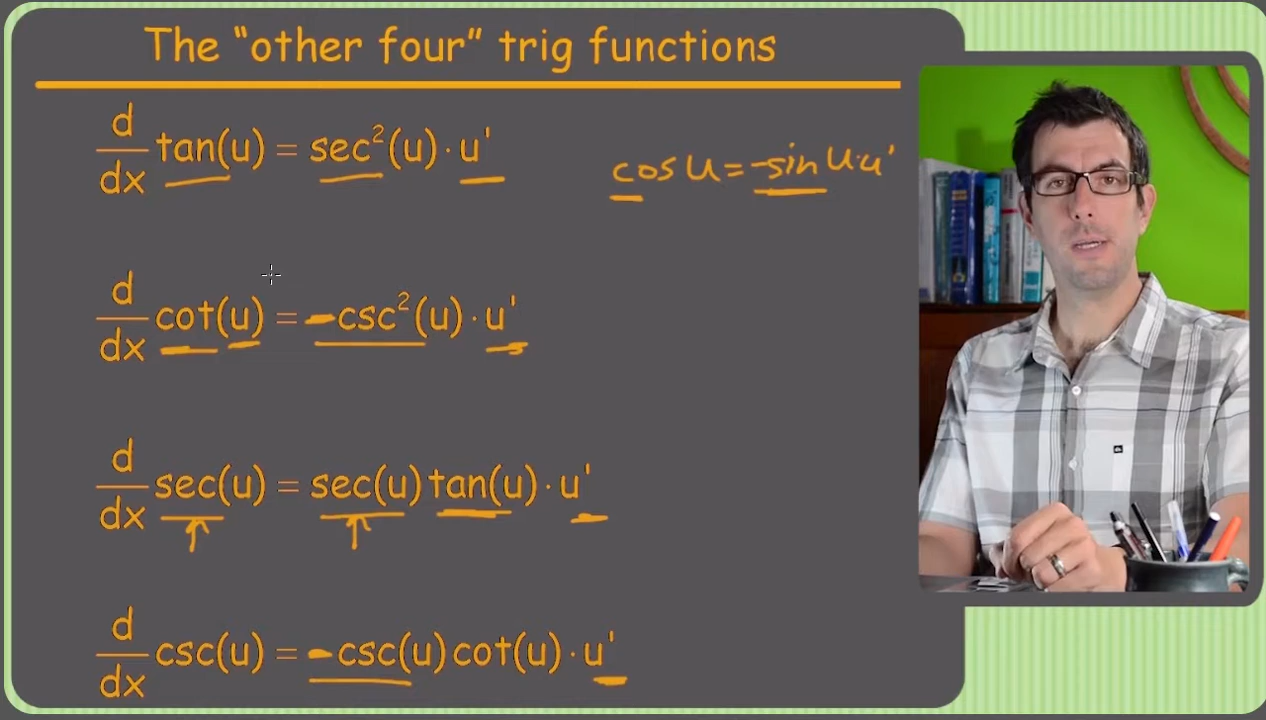 The “other four” trig functions
d/dx tan(u) = sec²(u) · u'
cos u = -sin u · u'
d/dx cot(u) = -csc²(u) · u'
d/dx sec(u) = sec(u) tan(u) · u'
d/dx csc(u) = -csc(u) cot(u) · u'